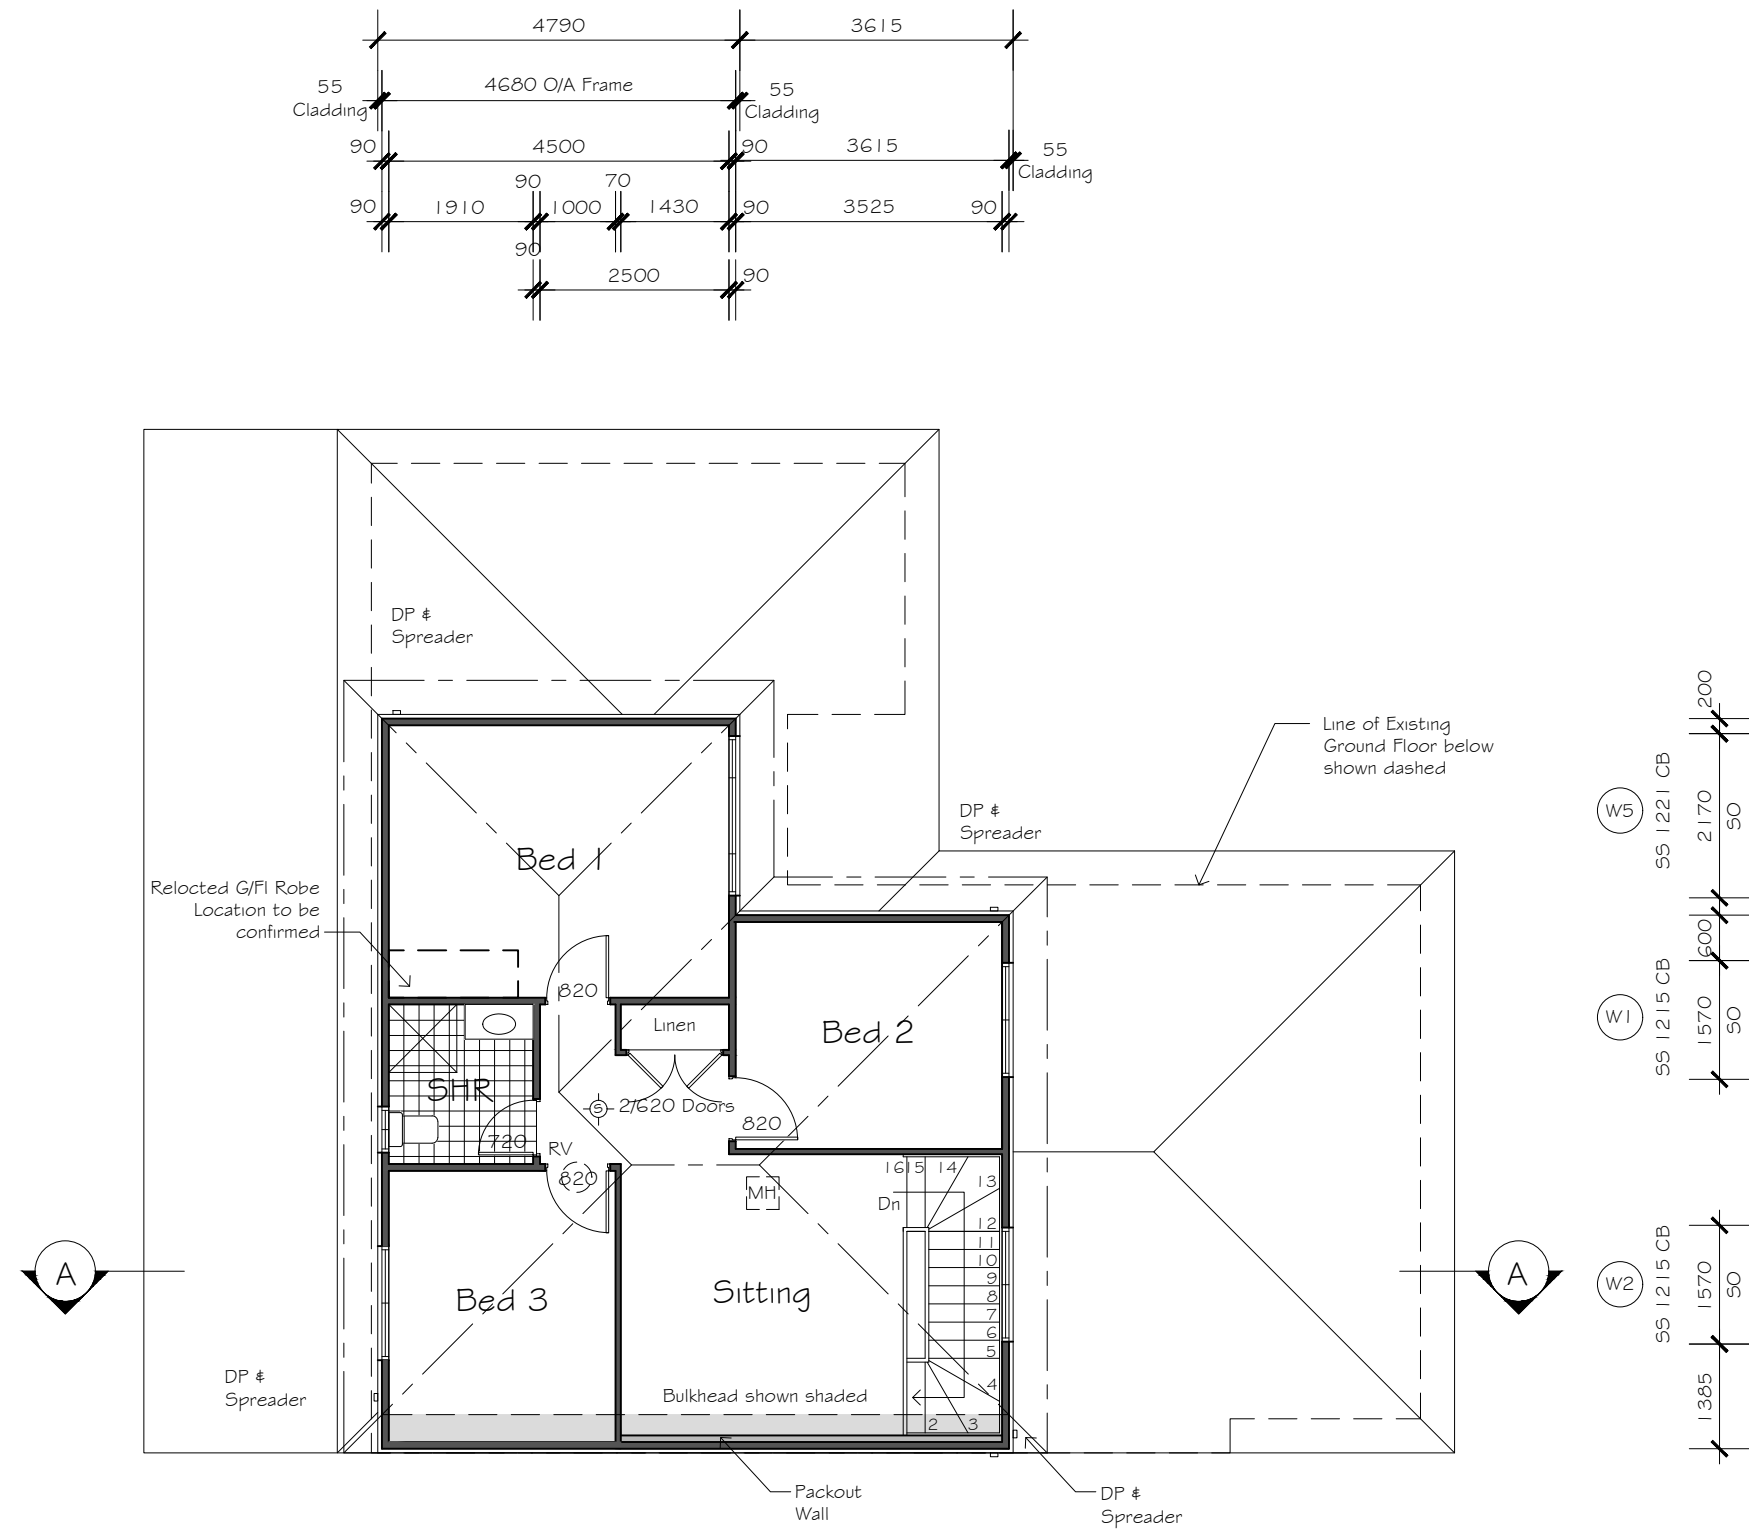 4790
3615
55
Cladding
4680 O/A Frame
55
Cladding
90
4500
90
3615
55
Cladding
90
70
90
1910
1000
1430
90
3525
90
90
2500
90
DP &
Spreader
200
Line of Existing
Ground Floor below
shown dashed
W5
SS 1221 CB
2170
SO
DP &
Spreader
Bed 1
Relocted G/Fl Robe
Location to be
confirmed
600
820
W1
SS 1215 CB
1570
SO
Linen
Bed 2
SHR
S
2/620 Doors
820
720
RV
820
MH
16
15
14
13
Dn
12
11
10
9
8
7
6
5
4
3
2
A
Bed 3
Sitting
A
W2
SS 1215 CB
1570
SO
DP &
Spreader
Bulkhead shown shaded
1385
Packout
Wall
DP &
Spreader